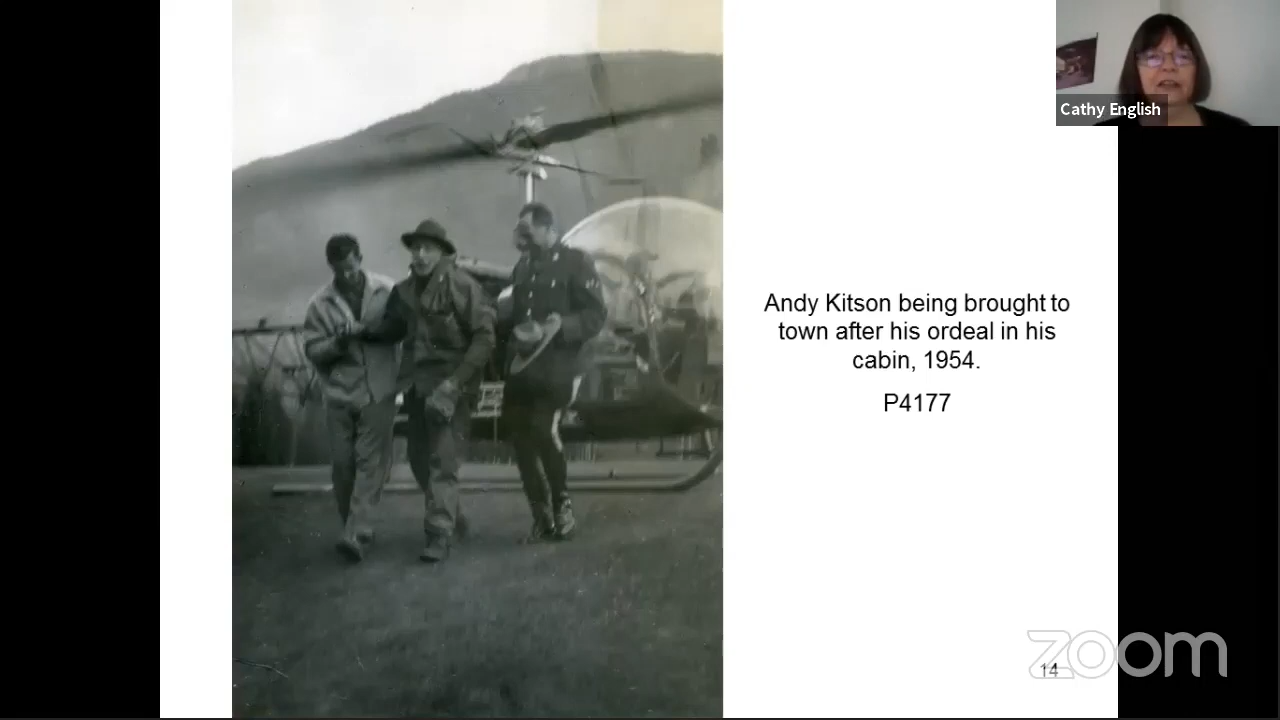 Cathy English
Andy Kitson being brought to
town after his ordeal in his
cabin, 1954.
P4177
14
zoom